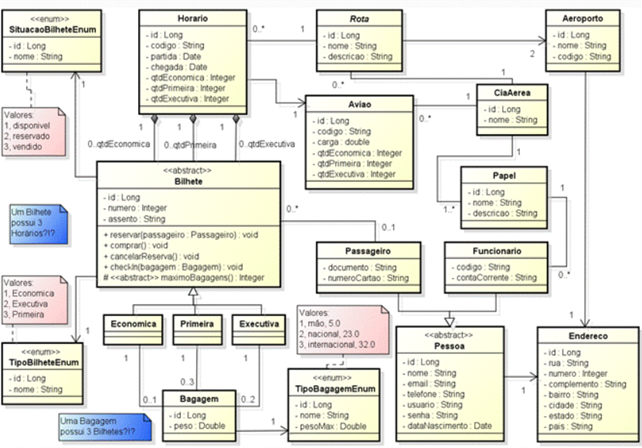 <<enum>>
SituacaoBilheteEnum
- id : Long
- nome : String
Valores:
1, disponivel
2, reservado
3, vendido
Horario
- id : Long
- codigo : String
- partida : Date
- chegada : Date
- qtdEconomica : Integer
- qtdPrimeira : Integer
- qtdExecutiva : Integer
0..*
1
Rota
- id : Long
- nome : String
- descricao : String
2
Aeroporto
- id : Long
- nome : String
- codigo : String
1
0..*
1
1
Aviao
- id : Long
- codigo : String
- carga : double
- qtdEconomica : Integer
- qtdPrimeira : Integer
- qtdExecutiva : Integer
0..*
1
CiaAerea
- id : Long
- nome : String
1
1
1
1
0..qtdEconomica
0..qtdPrimeira
0..qtdExecutiva
<<abstract>>
Bilhete
- id : Long
- numero : Integer
- assento : String
+ reservar(passageiro : Passageiro) : void
+ comprar() : void
+ cancelarReserva() : void
+ checkIn(bagagem : Bagagem) : void
# <<abstract>> maximoBagagens() : Integer
0..*
0..1
Papel
- id : Long
- nome : String
- descricao : String
1..*
1
0..*
Um Bilhete
possui 3
Horários?!?
Passageiro
- documento : String
- numeroCartao : String
Funcionario
- codigo : String
- contaCorrente : String
Valores:
1, Economica
2, Executiva
3, Primeira
1
<<enum>>
TipoBilheteEnum
- id : Long
- nome : String
Economica
Primeira
Executiva
1
1
1
0..1
0..3
0..2
Bagagem
- id : Long
- peso : Double
1
Uma Bagagem
possui 3 Bilhetes?!?
Valores:
1, mão, 5.0
2, nacional, 23.0
3, internacional, 32.0
<<enum>>
TipoBagagemEnum
- id : Long
- nome : String
- pesoMax : Double
<<abstract>>
Pessoa
- id : Long
- nome : String
- email : String
- telefone : String
- usuario : String
- senha : String
- dataNascimento : Date
1
1
Endereco
- id : Long
- rua : String
- numero : Integer
- complemento : String
- bairro : String
- cidade : String
- estado : String
- pais : String